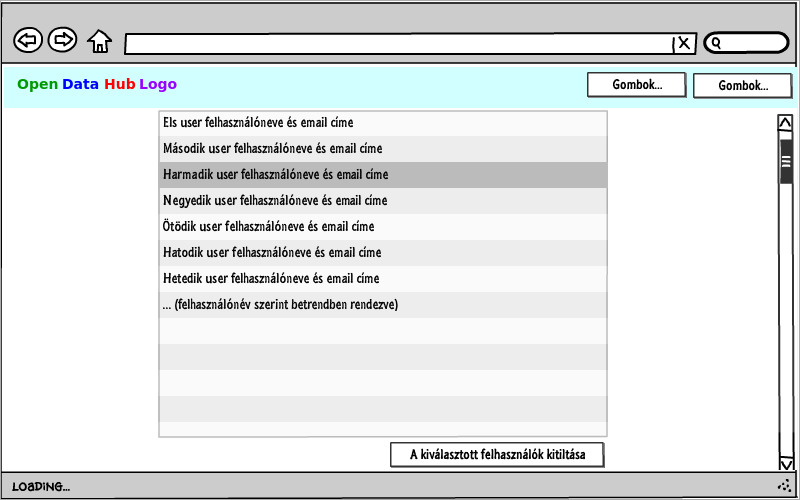 Open Data Hub Logo
Gombok...
Gombok...
Els user felhasználóneve és email címe
Második user felhasználóneve és email címe
Harmadik user felhasználóneve és email címe
Negyedik user felhasználóneve és email címe
Ötödik user felhasználóneve és email címe
Hatodik user felhasználóneve és email címe
Hetedik user felhasználóneve és email címe
... (felhasználónév szerint betrendben rendezve)
A kiválasztott felhasználók kitiltása
LOADING...